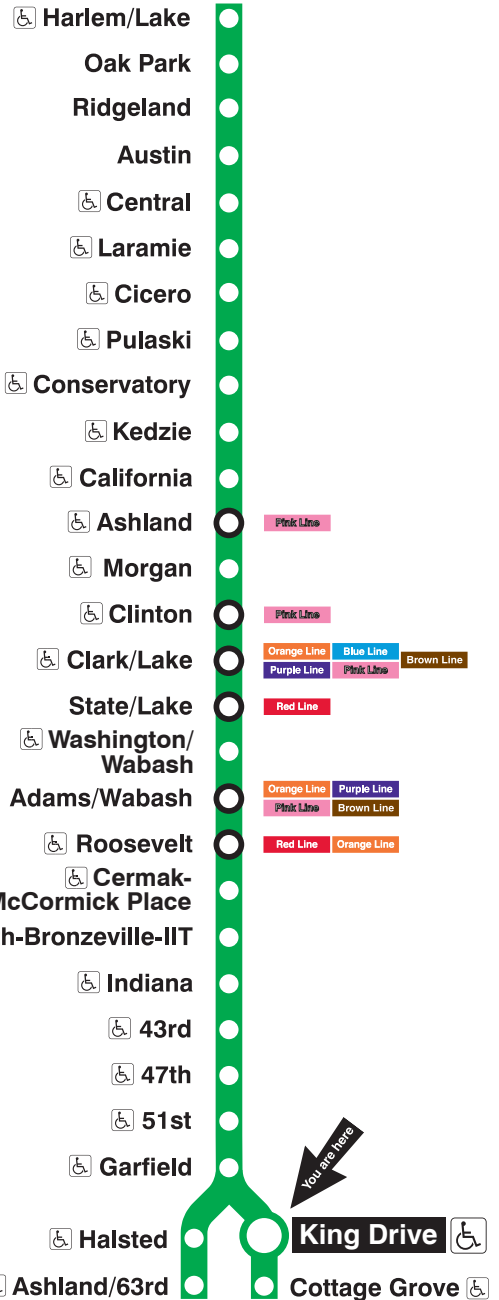 Harlem/Lake
Oak Park
Ridgeland
Austin
Central
Laramie
Cicero
Pulaski
Conservatory
Kedzie
California
Ashland
Pink Line
Morgan
Clinton
Pink Line
Clark/Lake
Orange Line Blue Line
Brown Line
Purple Line Pink Line
State/Lake
Red Line
Washington/
Wabash
Adams/Wabash
Orange Line Purple Line
Pink Line Brown Line
Roosevelt
Red Line Orange Line
Cermak-
McCormick Place
h-Bronzeville-IIT
Indiana
43rd
47th
51st
Garfield
You are here
Halsted
King Drive
Ashland/63rd
Cottage Grove